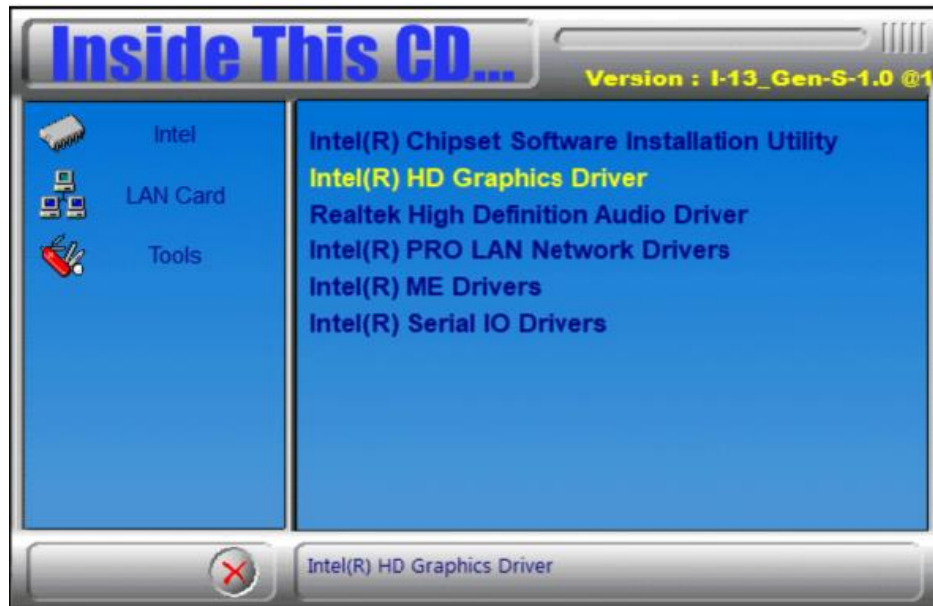 Inside This CD...
Version : I-13_Gen-S-1.0 @1
Intel
LAN Card
Tools
Intel(R) Chipset Software Installation Utility
Intel(R) HD Graphics Driver
Realtek High Definition Audio Driver
Intel(R) PRO LAN Network Drivers
Intel(R) ME Drivers
Intel(R) Serial IO Drivers
Intel(R) HD Graphics Driver